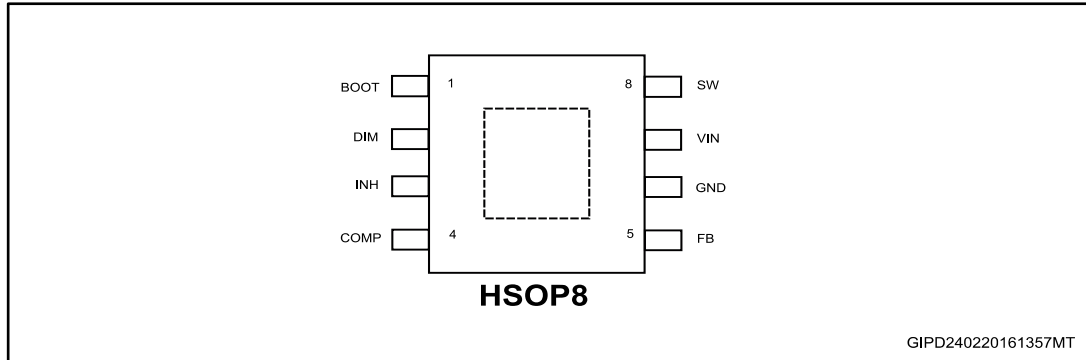 BOOT 1 8 SW
DIM VIN
INH GND
COMP 4 5 FB
HSOP8
GIPD240220161357MT